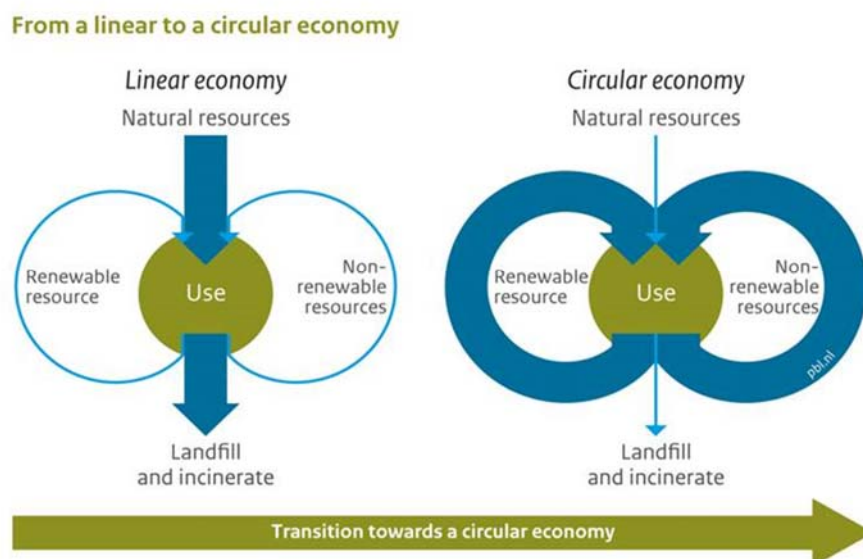 From a linear to a circular economy
Linear economy
Natural resources
Renewable
resource
Use
Non-
renewable
resources
Landfill
and incinerate
Circular economy
Natural resources
Renewable
resource
Use
Non-
renewable
resources
pbl.nl
Landfill
and incinerate
Transition towards a circular economy